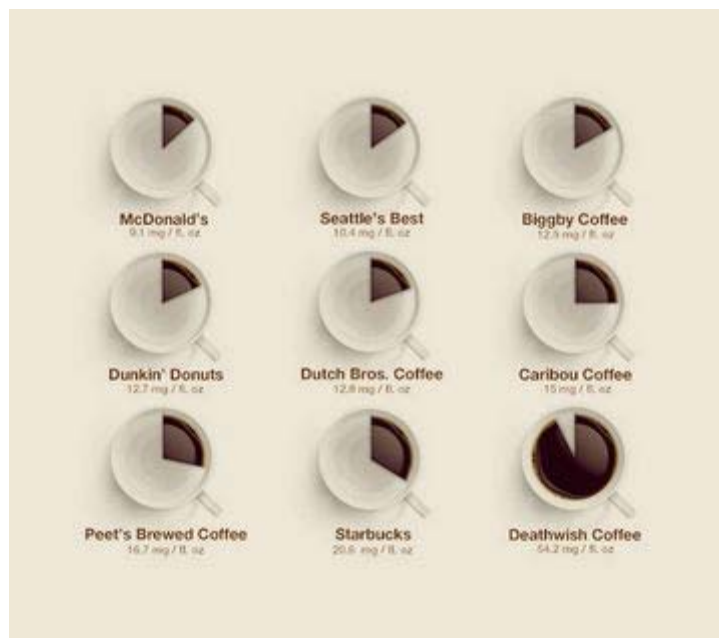 McDonald's
9.1 mg / fl. oz
Seattle's Best
10.4 mg / fl. oz
Biggby Coffee
12.5 mg / fl. oz
Dunkin' Donuts
12.7 mg / fl. oz
Dutch Bros. Coffee
12.8 mg / fl. oz
Caribou Coffee
15 mg / fl. oz
Peet's Brewed Coffee
16.7 mg / fl. oz
Starbucks
20.6 mg / fl. oz
Deathwish Coffee
54.2 mg / fl. oz